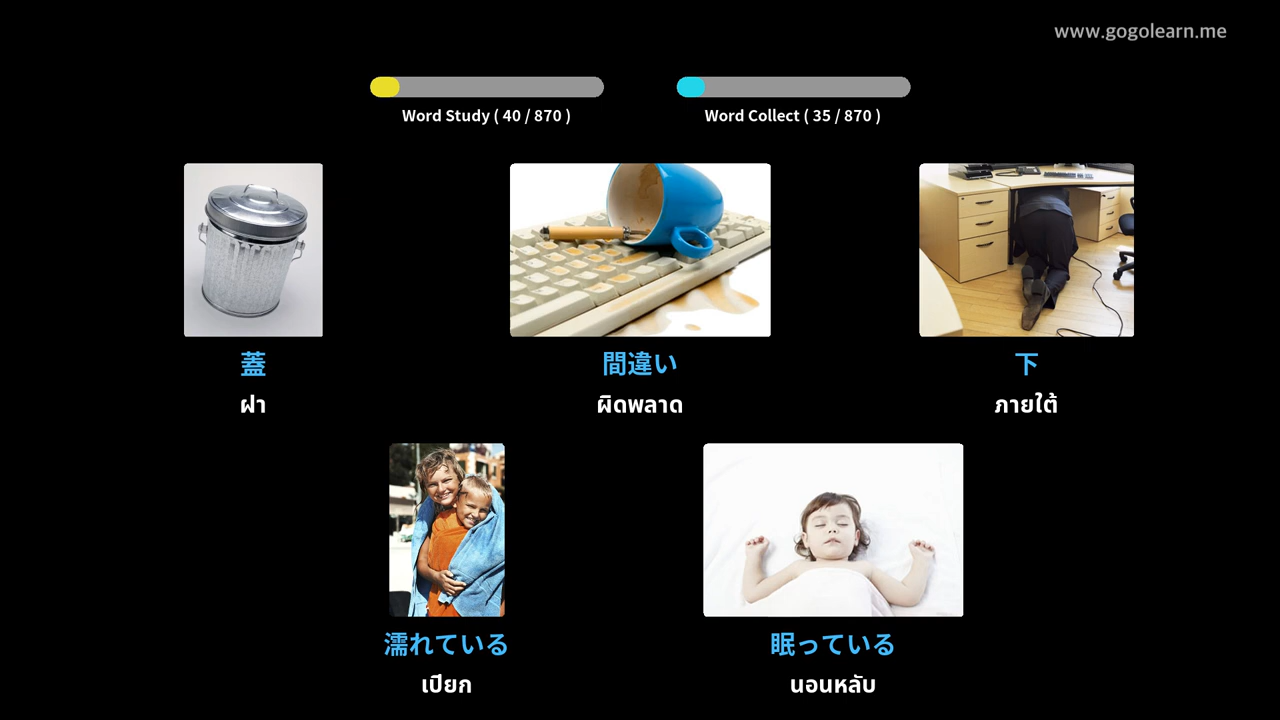 www.gogolearn.me
Word Study ( 40 / 870 )
Word Collect ( 35 / 870 )
蓋
間違い
下
ฝา
ผิดพลาด
ภายใต้
濡れている
眠っている
เปียก
นอนหลับ